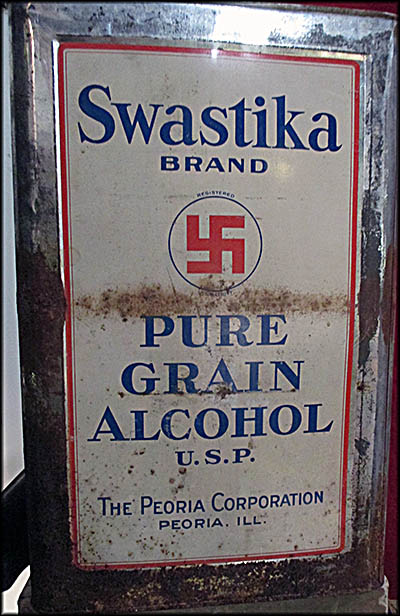 Swastika
BRAND
REGISTERED
PURE
GRAIN
ALCOHOL
U.S.P.
THE PEORIA CORPORATION
PEORIA, ILL.